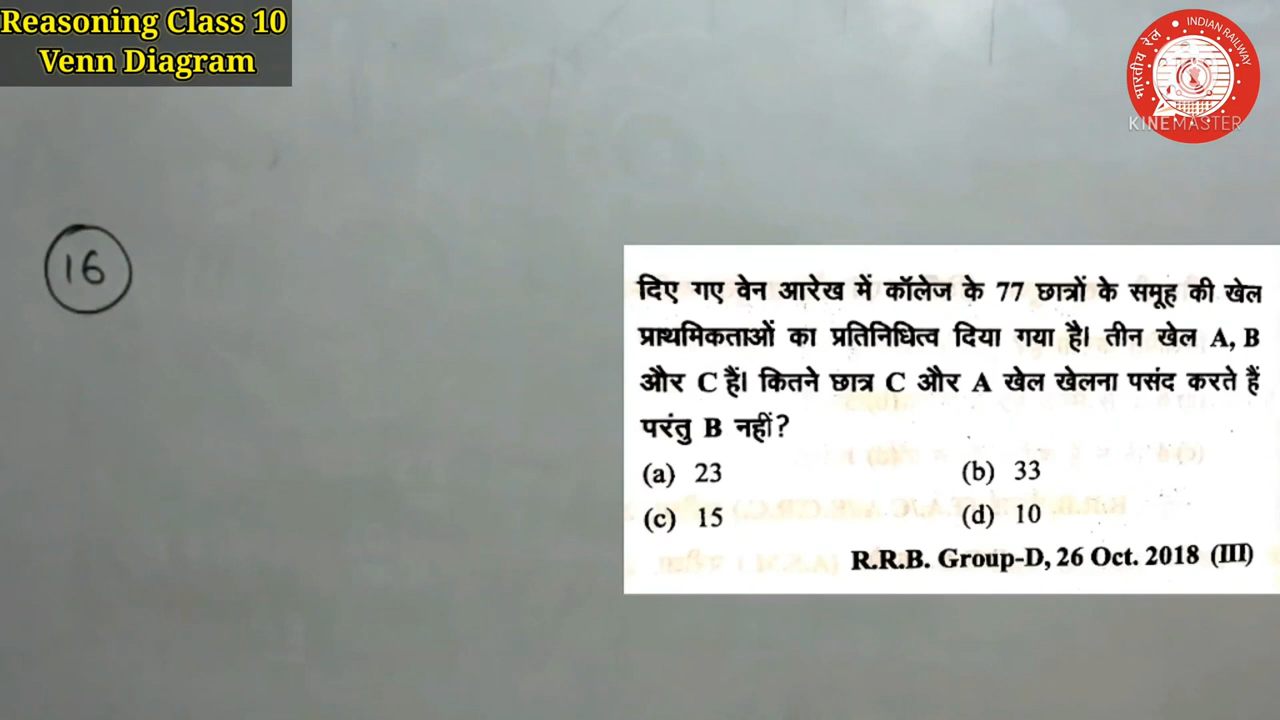 Reasoning Class 10
Venn Diagram
भारतीय रेल
INDIAN RAILWAY
KINEMASTER
16
दिए गए वेन आरेख में कॉलेज के 77 छात्रों के समूह की खेल
प्राथमिकताओं का प्रतिनिधित्व दिया गया है। तीन खेल A, B
और C हैं। कितने छात्र C और A खेल खेलना पसंद करते हैं
परंतु B नहीं?
(a) 23 (b) 33
(c) 15 (d) 10
R.R.B. Group-D, 26 Oct. 2018 (III)